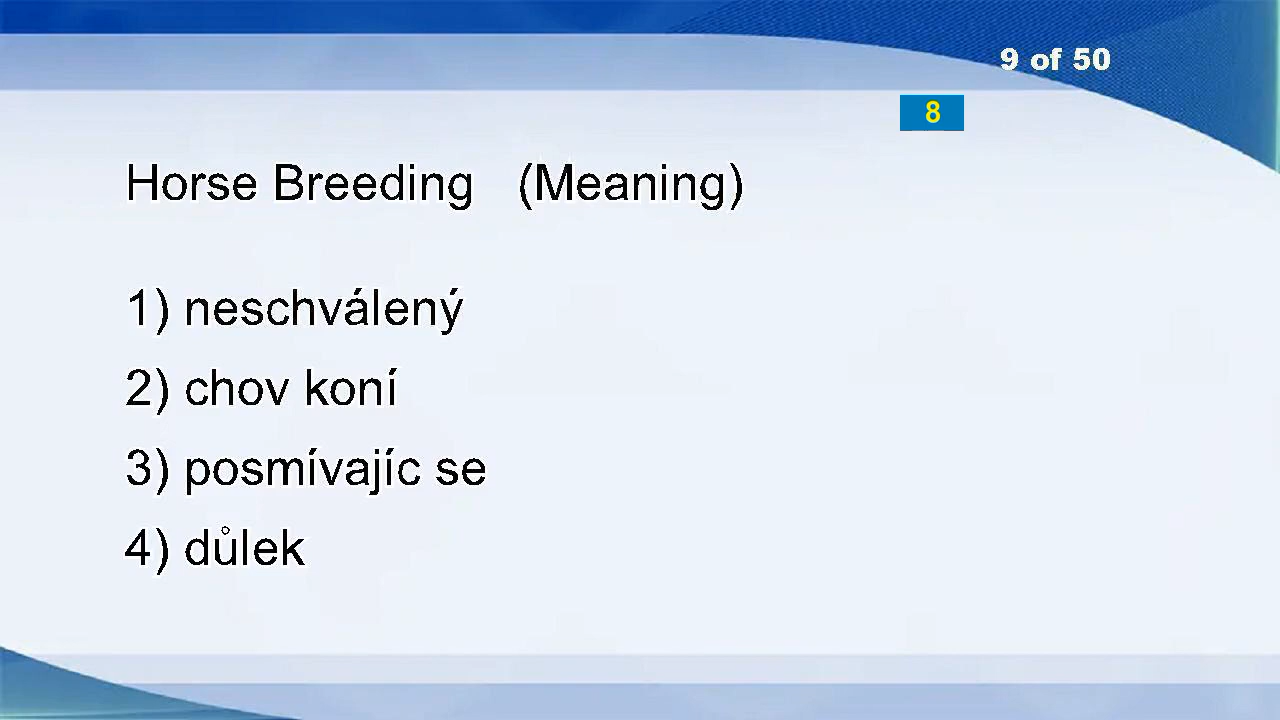 9 of 50
8
Horse Breeding (Meaning)
1) neschválený
2) chov koní
3) posmívajíc se
4) důlek